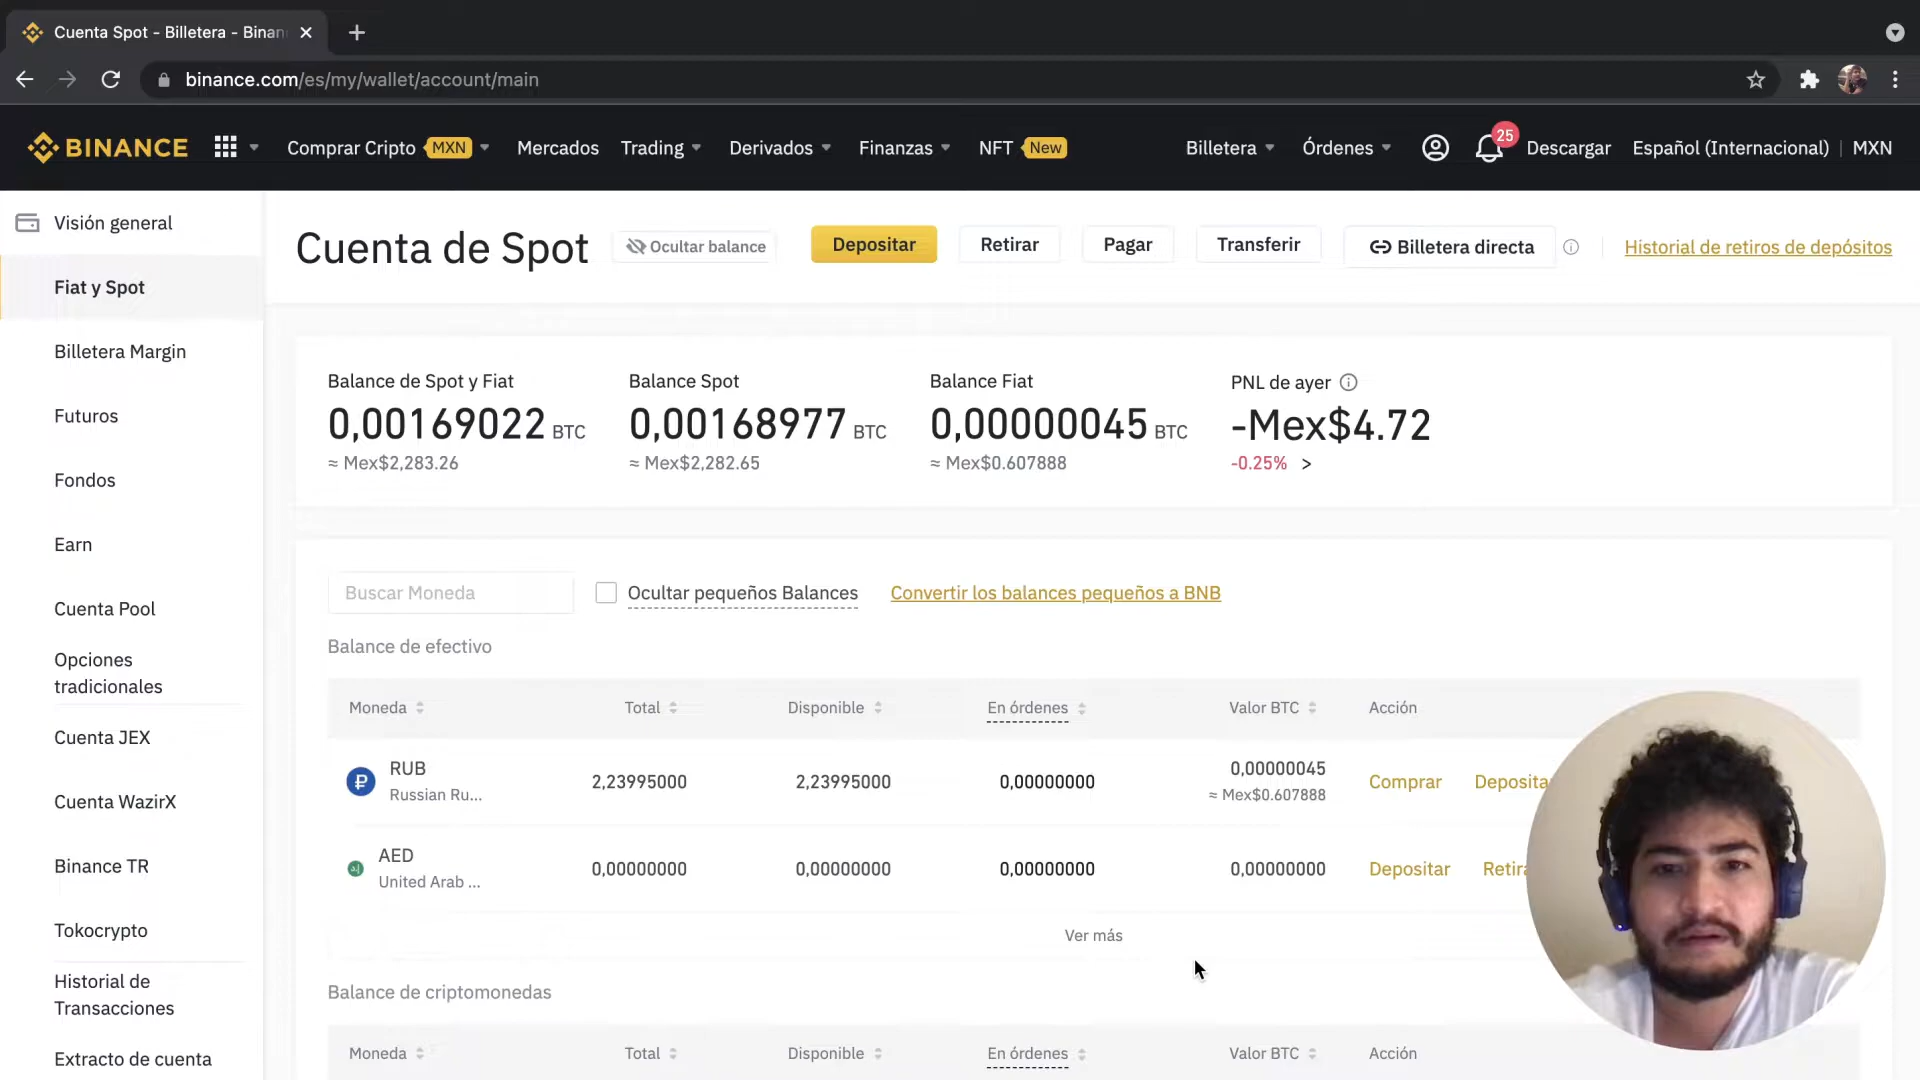 Cuenta Spot - Billetera - Binan
binance.com/es/my/wallet/account/main
BINANCE Comprar Cripto MXN Mercados Trading Derivados Finanzas NFT New Billetera Órdenes 25 Descargar Español (Internacional) | MXN
Visión general
Fiat y Spot
Billetera Margin
Futuros
Fondos
Earn
Cuenta Pool
Opciones
tradicionales
Cuenta JEX
Cuenta WazirX
Binance TR
Tokocrypto
Historial de
Transacciones
Extracto de cuenta
Cuenta de Spot Ocultar balance Depositar Retirar Pagar Transferir Billetera directa Historial de retiros de depósitos
Balance de Spot y Fiat Balance Spot Balance Fiat PNL de ayer
0,00169022 BTC 0,00168977 BTC 0,00000045 BTC -Mex$4.72
≈ Mex$2,283.26 ≈ Mex$2,282.65 ≈ Mex$0.607888 -0.25% >
Buscar Moneda Ocultar pequeños Balances Convertir los balances pequeños a BNB
Balance de efectivo
Moneda Total Disponible En órdenes Valor BTC Acción
RUB 2,23995000 2,23995000 0,00000000 0,00000045 Comprar Deposita
Russian Ru... ≈ Mex$0.607888
AED 0,00000000 0,00000000 0,00000000 0,00000000 Depositar Retira
United Arab ...
Ver más
Balance de criptomonedas
Moneda Total Disponible En órdenes Valor BTC Acción